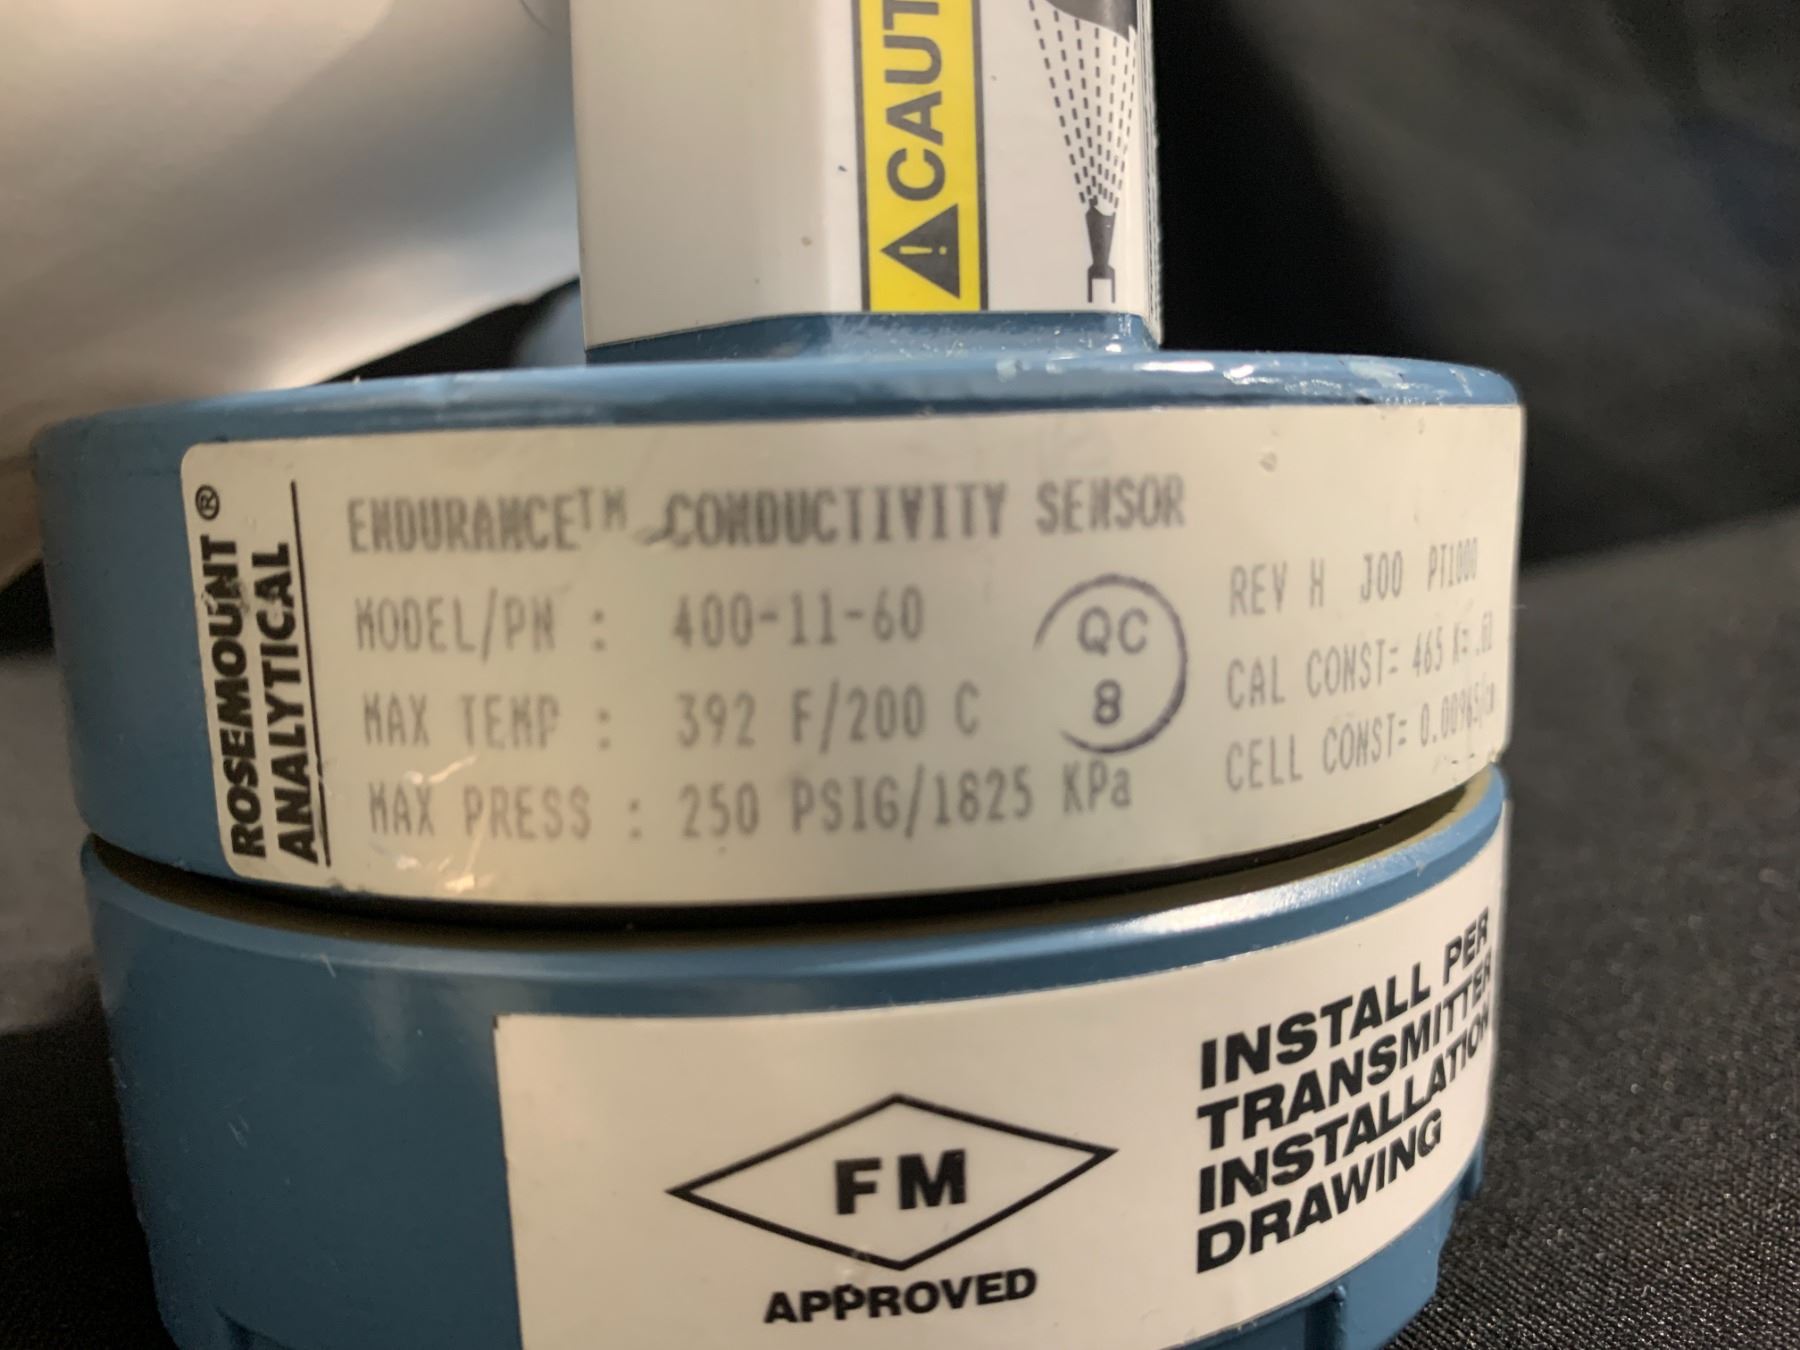 CAUT
ROSEMOUNT®
ANALYTICAL
ENDURANCE™ CONDUCTIVITY SENSOR
MODEL/PN : 400-11-60
MAX TEMP : 392 F/200 C
MAX PRESS : 250 PSIG/1825 KPa
QC
8
REV H J00 PT1000
CAL CONST= 465 K=
CELL CONST=
FM
APPROVED
INSTALL PER
TRANSMITTER
INSTALLATION
DRAWING